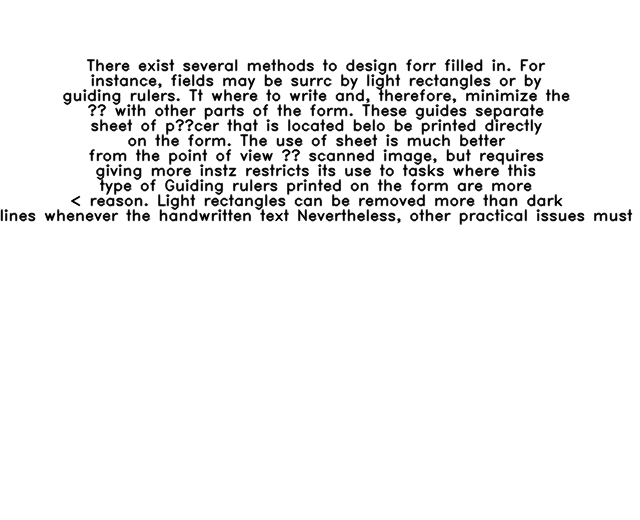 There exist several methods to design forr filled in. For
instance, fields may be surrc by light rectangles or by
guiding rulers. Tt where to write and, therefore, minimize the
?? with other parts of the form. These guides separate
sheet of p??cer that is located belo be printed directly
on the form. The use of sheet is much better
from the point of view ?? scanned image, but requires
giving more instz restricts its use to tasks where this
type of Guiding rulers printed on the form are more
< reason. Light rectangles can be removed more than dark
lines whenever the handwritten text Nevertheless, other practical issues must